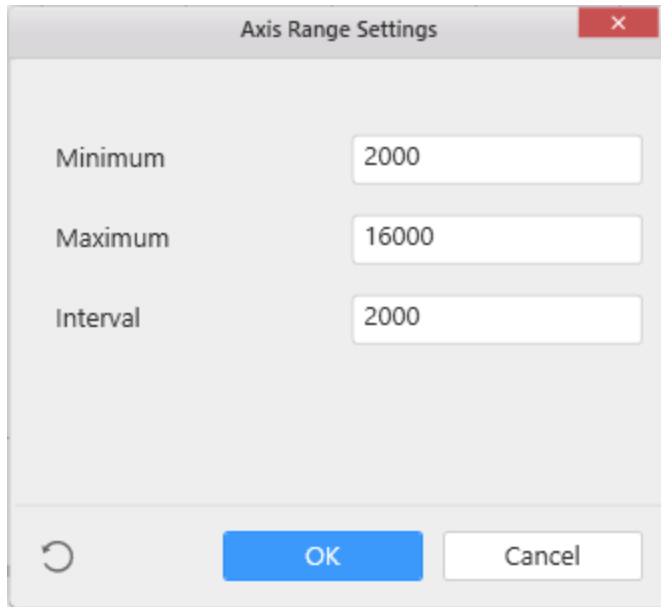 Axis Range Settings
Minimum 2000
Maximum 16000
Interval 2000
OK Cancel